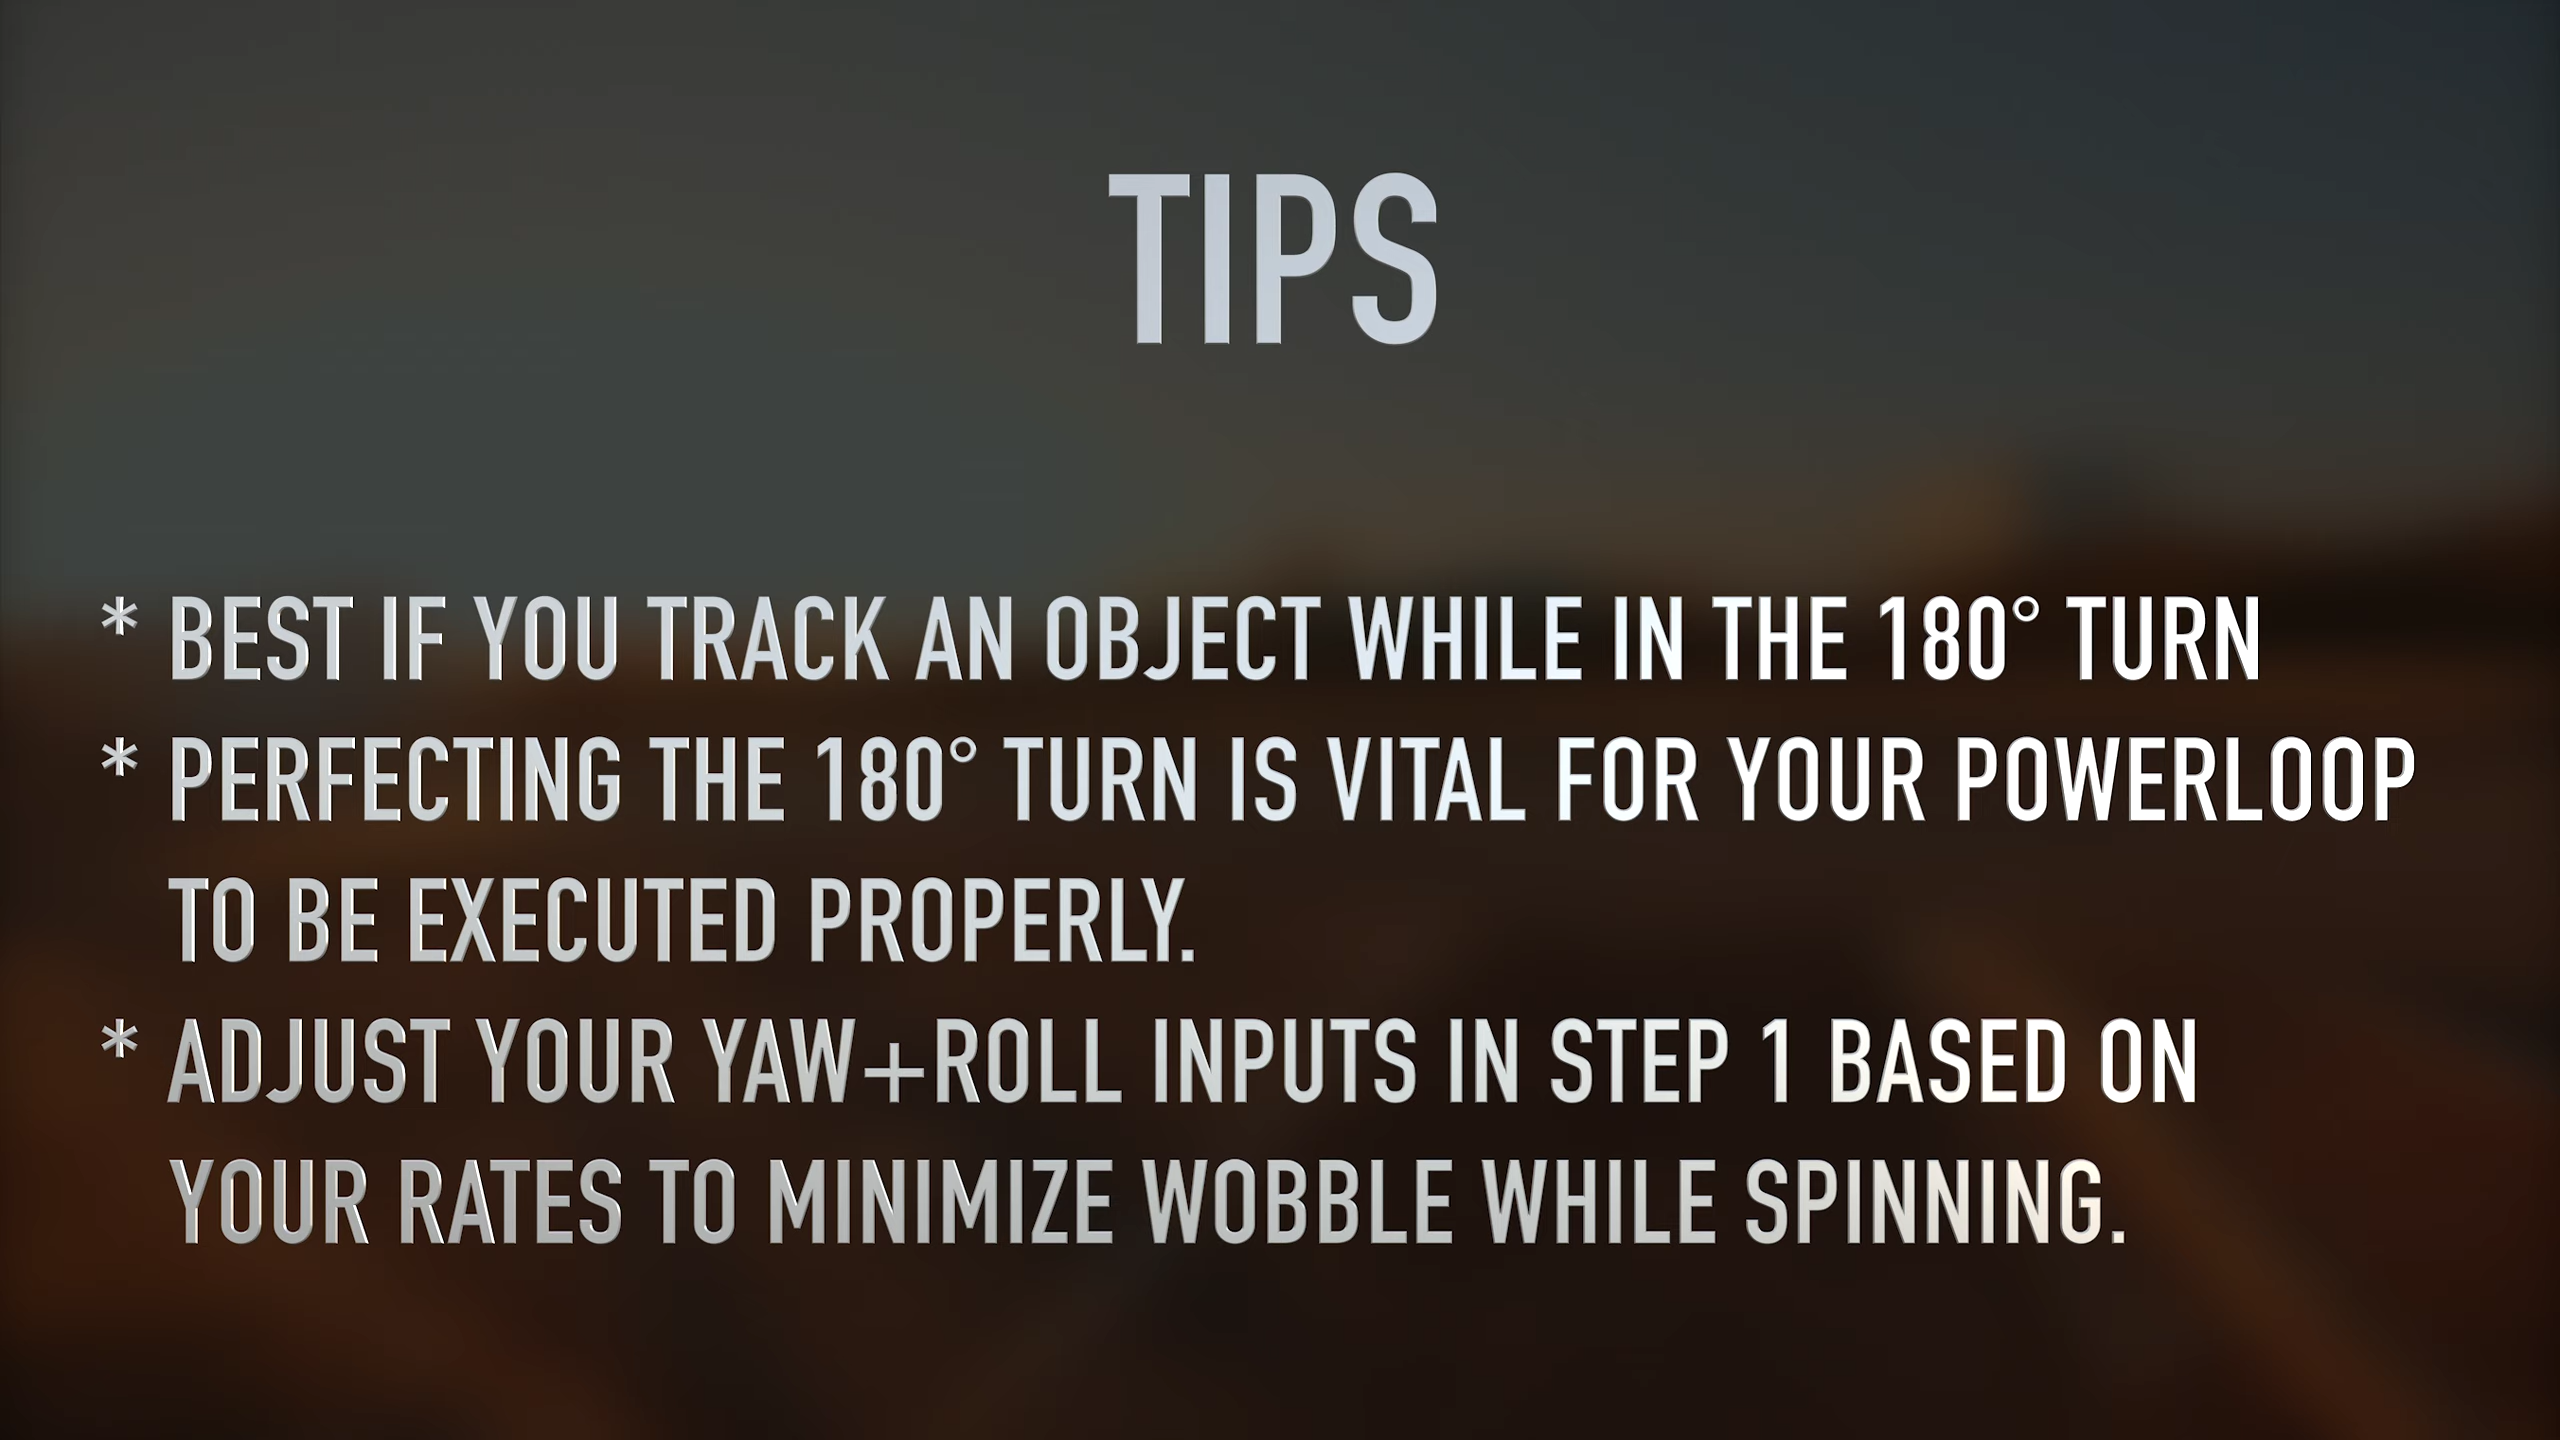 TIPS
* BEST IF YOU TRACK AN OBJECT WHILE IN THE 180° TURN
* PERFECTING THE 180° TURN IS VITAL FOR YOUR POWERLOOP
TO BE EXECUTED PROPERLY.
* ADJUST YOUR YAW+ROLL INPUTS IN STEP 1 BASED ON
YOUR RATES TO MINIMIZE WOBBLE WHILE SPINNING.